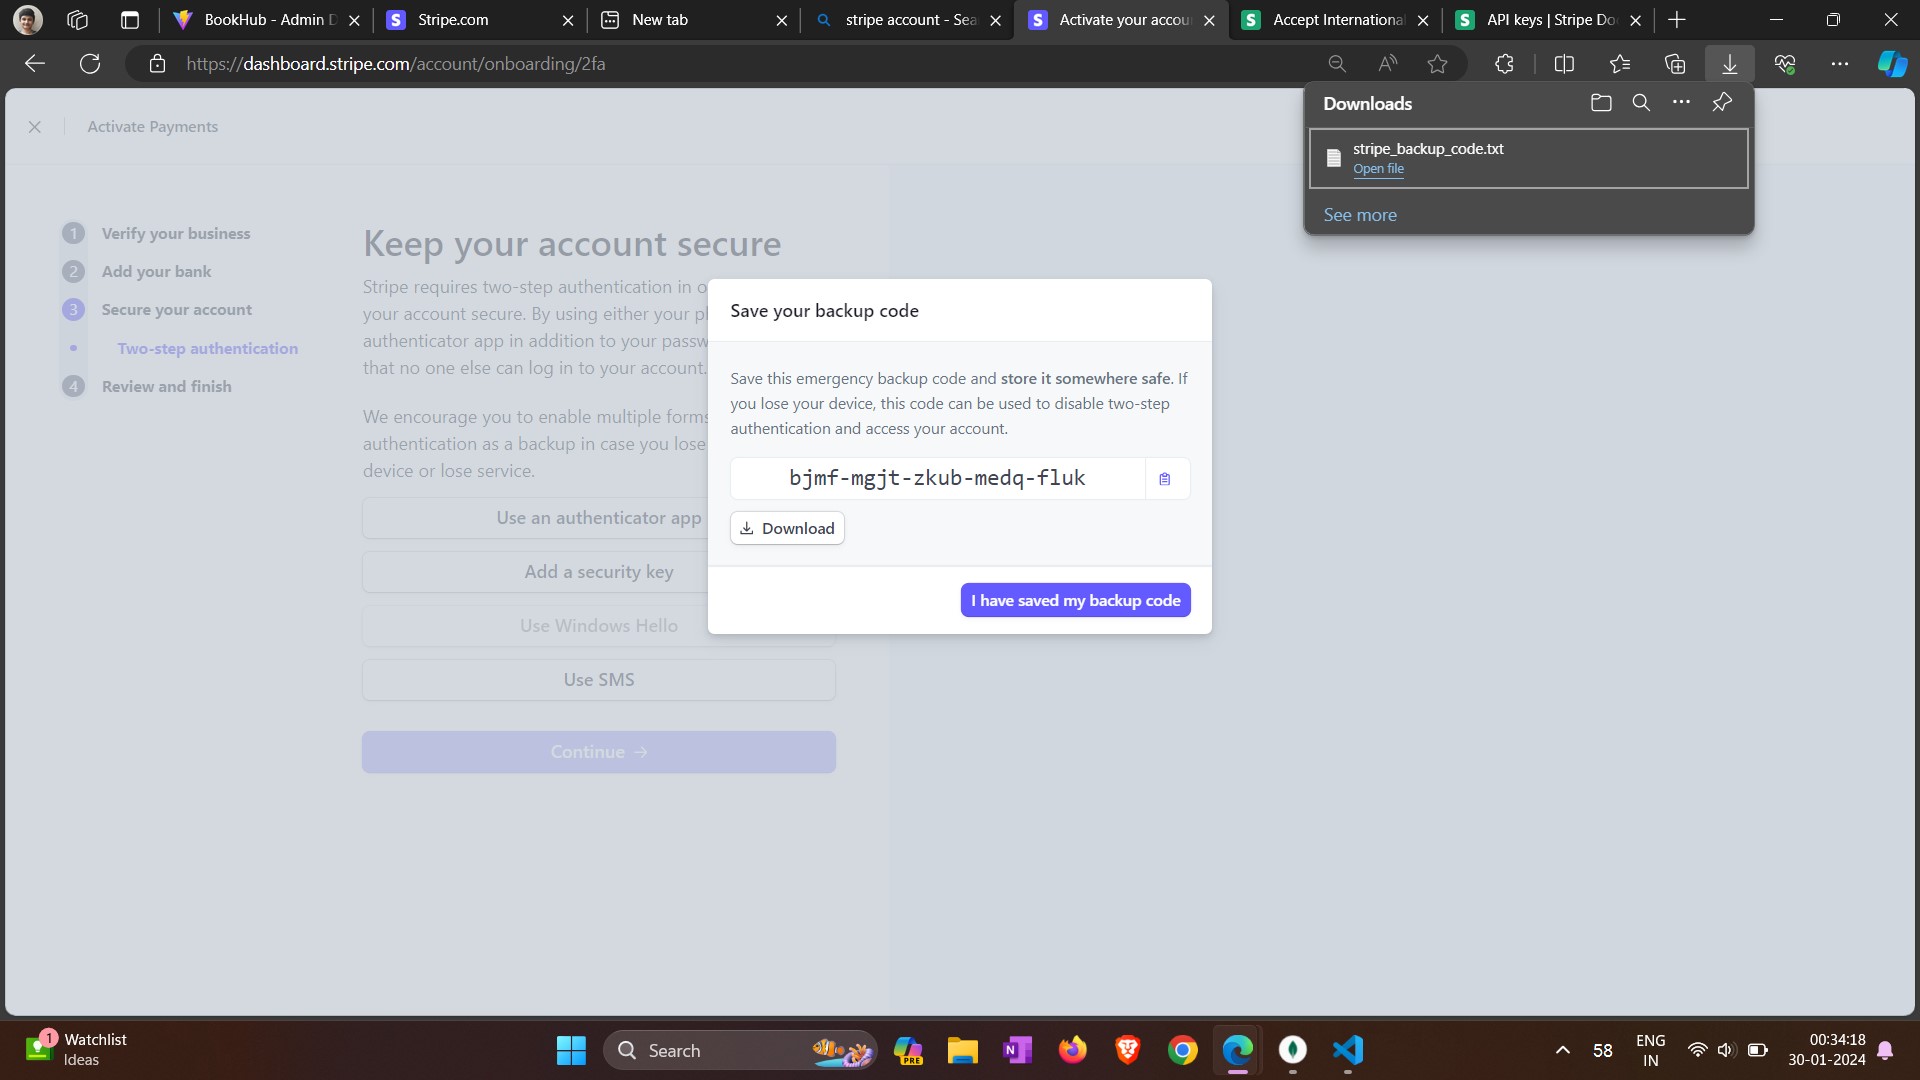 BookHub - Admin D
Stripe.com
New tab
stripe account - Sea
Activate your accou
Accept Internationa
API keys | Stripe Do
https://dashboard.stripe.com/account/onboarding/2fa
Activate Payments
Downloads
stripe_backup_code.txt
Open file
See more
1 Verify your business
2 Add your bank
3 Secure your account
Two-step authentication
4 Review and finish
Keep your account secure
Stripe requires two-step authentication in o
your account secure. By using either your p
authenticator app in addition to your passw
that no one else can log in to your account.
We encourage you to enable multiple forms
authentication as a backup in case you lose
device or lose service.
Use an authenticator app
Add a security key
Use Windows Hello
Use SMS
Continue →
Save your backup code
Save this emergency backup code and store it somewhere safe. If
you lose your device, this code can be used to disable two-step
authentication and access your account.
bjmf-mgjt-zkub-medq-fluk
Download
I have saved my backup code
1
Watchlist
Ideas
Search
PRE
58
ENG
IN
00:34:18
30-01-2024